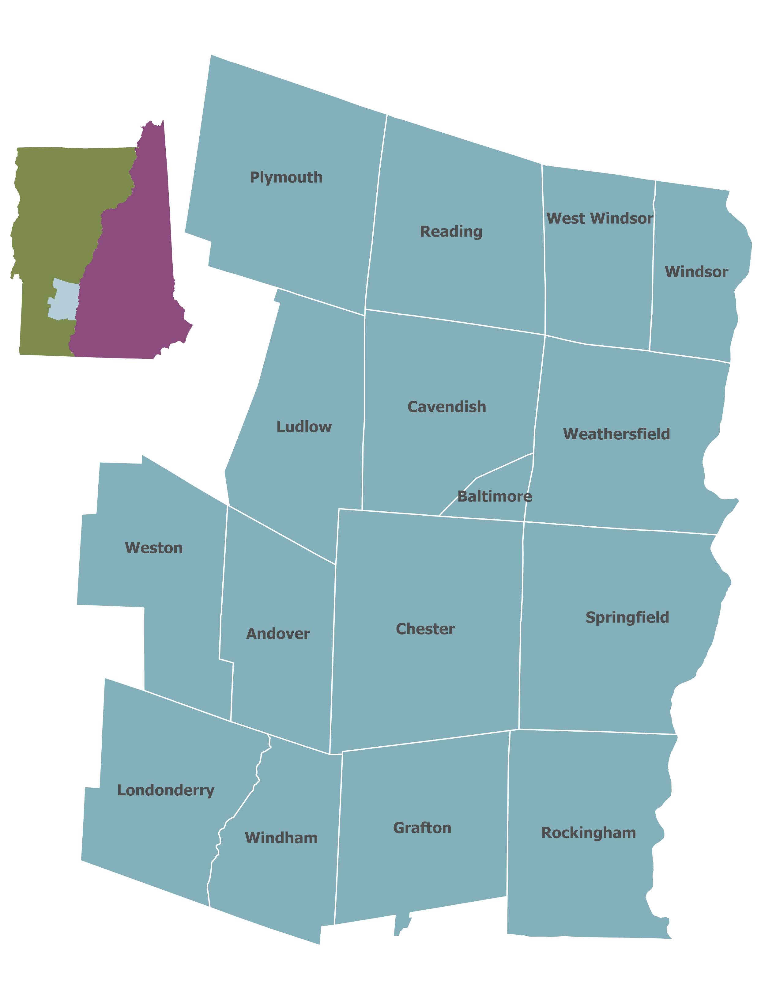 Plymouth
West Windsor
Reading
Windsor
Cavendish
Ludlow
Weathersfield
Baltimore
Weston
Springfield
Chester
Andover
Londonderry
Grafton
Rockingham
Windham